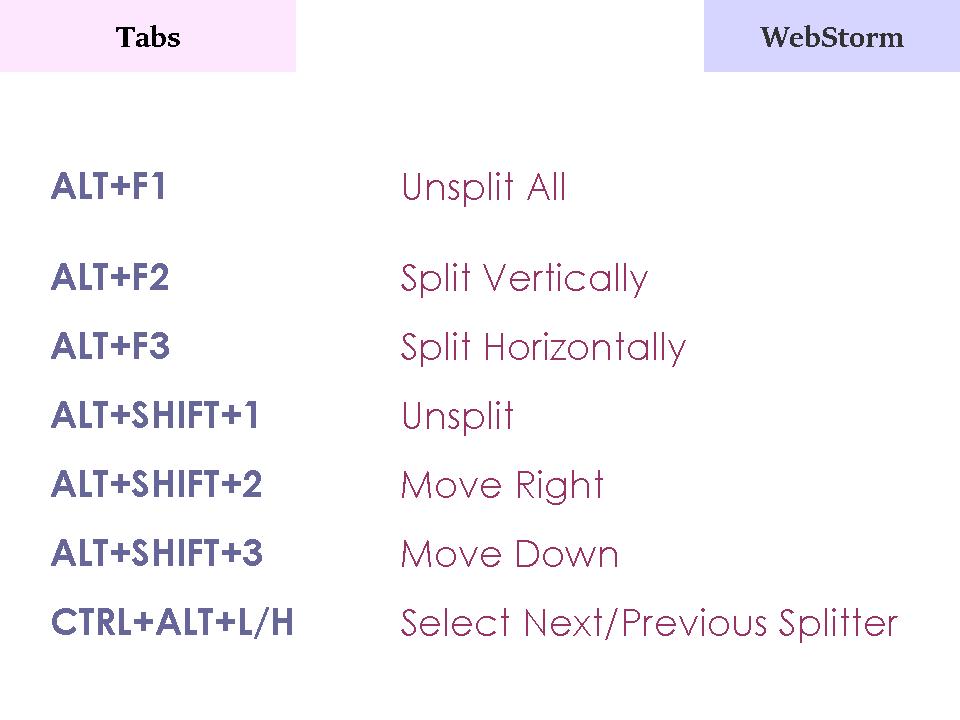 Tabs
WebStorm
ALT+F1 Unsplit All
ALT+F2 Split Vertically
ALT+F3 Split Horizontally
ALT+SHIFT+1 Unsplit
ALT+SHIFT+2 Move Right
ALT+SHIFT+3 Move Down
CTRL+ALT+L/H Select Next/Previous Splitter